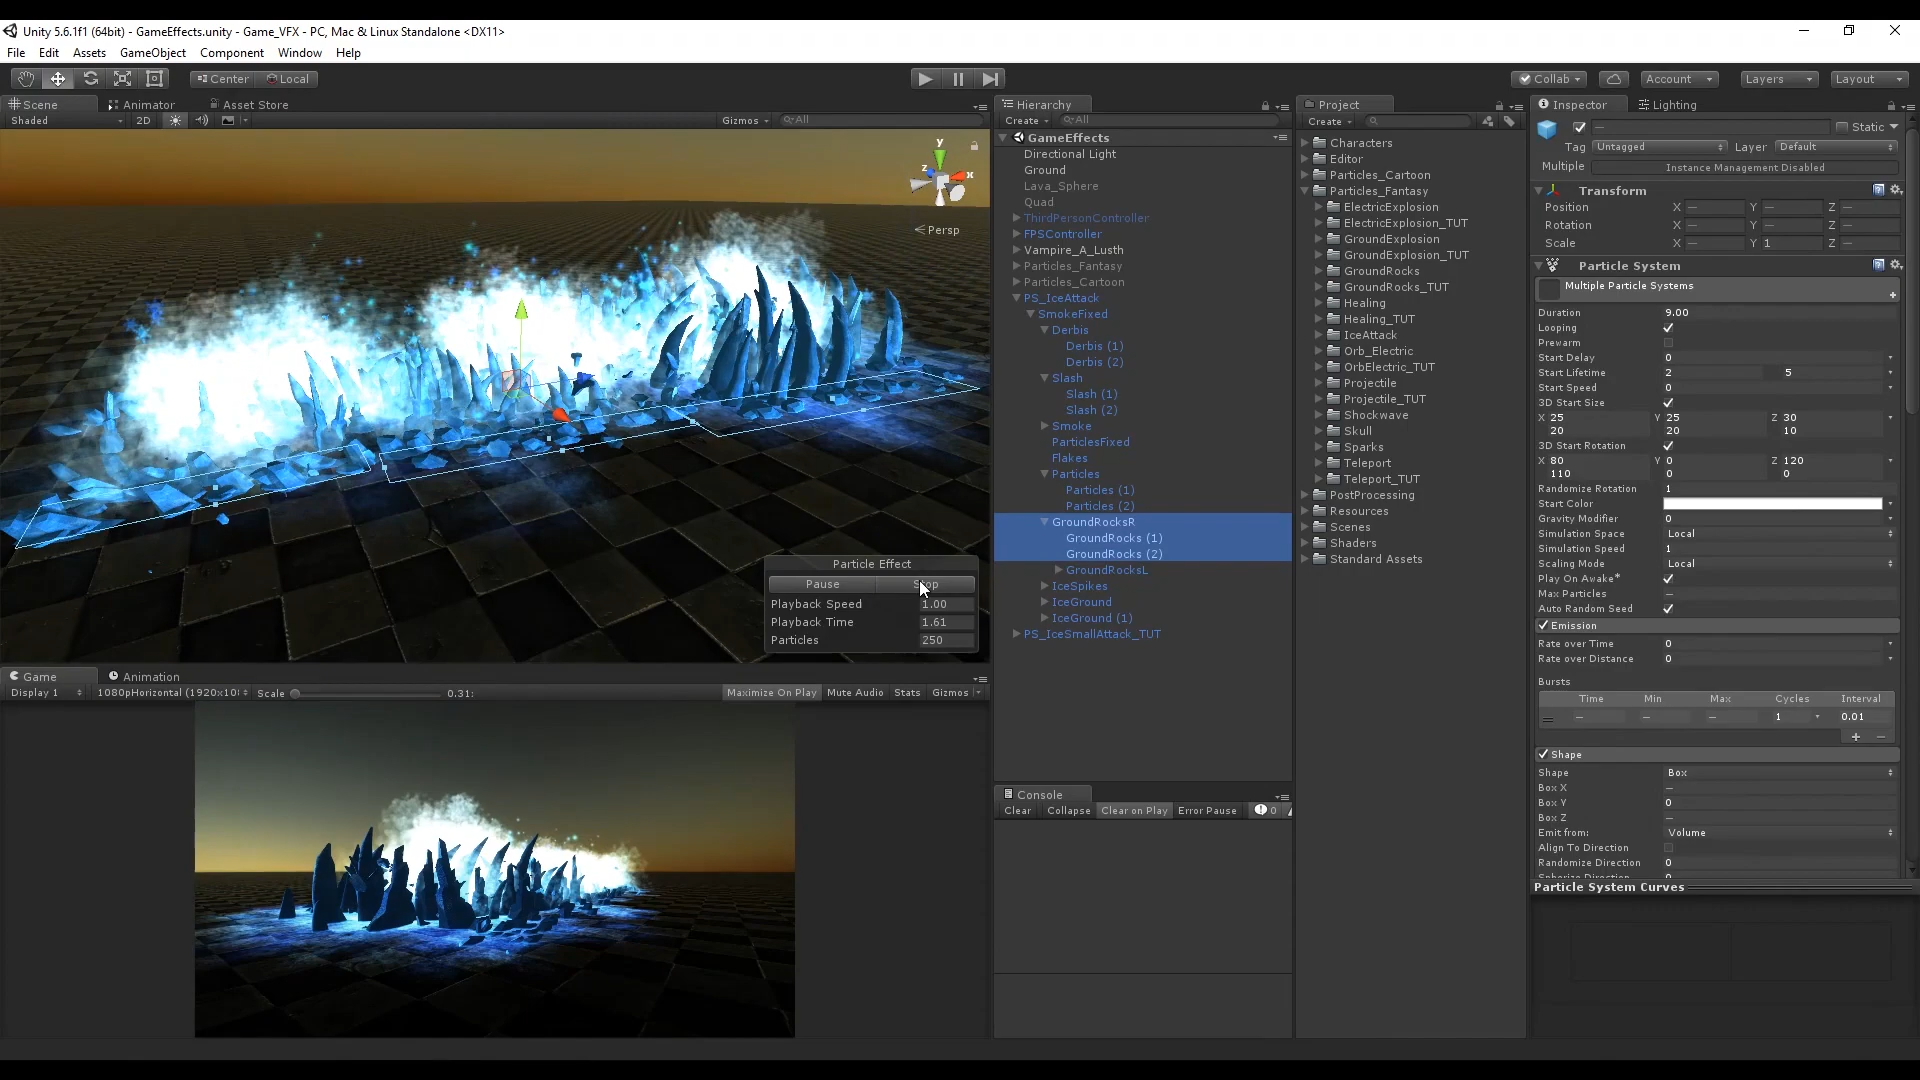 Unity 5.6.1f1 (64bit) - GameEffects.unity - Game_VFX - PC, Mac & Linux Standalone <DX11>
File Edit Assets GameObject Component Window Help
Center Local
Collab Account Layers Layout
Scene Animator Asset Store
Shaded 2D Gizmos All
y
z x
Persp
Particle Effect
Pause Stop
Playback Speed 1.00
Playback Time 1.61
Particles 250
Game Animation
Display 1 1080pHorizontal (1920x10 Scale 0.31: Maximize On Play Mute Audio Stats Gizmos
Hierarchy
Create All
GameEffects
Directional Light
Ground
Lava_Sphere
Quad
ThirdPersonController
FPSController
Vampire_A_Lusth
Particles_Fantasy
Particles_Cartoon
PS_IceAttack
SmokeFixed
Derbis
Derbis (1)
Derbis (2)
Slash
Slash (1)
Slash (2)
Smoke
ParticlesFixed
Flakes
Particles
Particles (1)
Particles (2)
GroundRocksR
GroundRocks (1)
GroundRocks (2)
GroundRocksL
IceSpikes
IceGround
IceGround (1)
PS_IceSmallAttack_TUT
Console
Clear Collapse Clear on Play Error Pause 0
Project
Create
Characters
Editor
Particles_Cartoon
Particles_Fantasy
ElectricExplosion
ElectricExplosion_TUT
GroundExplosion
GroundExplosion_TUT
GroundRocks
GroundRocks_TUT
Healing
Healing_TUT
IceAttack
Orb_Electric
OrbElectric_TUT
Projectile
Projectile_TUT
Shockwave
Skull
Sparks
Teleport
Teleport_TUT
PostProcessing
Resources
Scenes
Shaders
Standard Assets
Inspector Lighting
— Static
Tag Untagged Layer Default
Multiple Instance Management Disabled
Transform
Position X — Y — Z —
Rotation X — Y — Z —
Scale X — Y 1 Z —
Particle System
Multiple Particle Systems
Duration 9.00
Looping
Prewarm
Start Delay 0
Start Lifetime 2 5
Start Speed 0
3D Start Size
X 25 Y 25 Z 30
20 20 10
3D Start Rotation
X 80 Y 0 Z 120
110 0 0
Randomize Rotation 1
Start Color
Gravity Modifier 0
Simulation Space Local
Simulation Speed 1
Scaling Mode Local
Play On Awake*
Max Particles —
Auto Random Seed
Emission
Rate over Time 0
Rate over Distance 0
Bursts
Time Min Max Cycles Interval
— — — 1 0.01
Shape
Shape Box
Box X —
Box Y 0
Box Z —
Emit from: Volume
Align To Direction
Randomize Direction 0
Particle System Curves